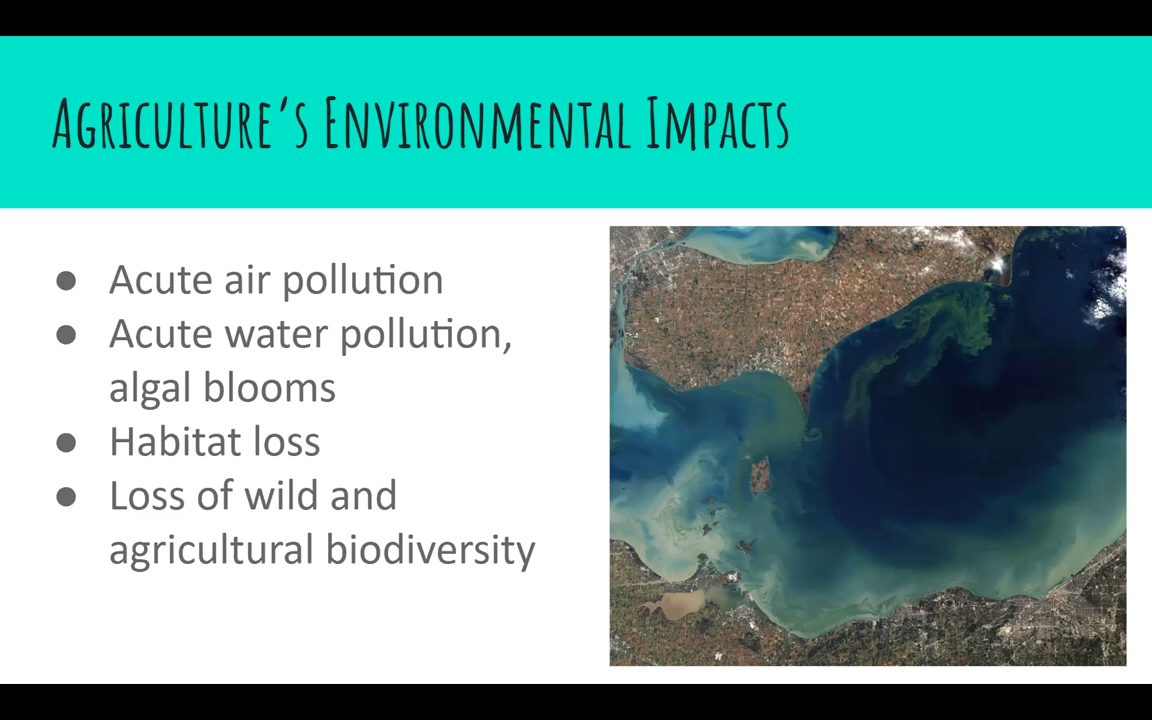 Agriculture's Environmental Impacts
● Acute air pollution
● Acute water pollution,
algal blooms
● Habitat loss
● Loss of wild and
agricultural biodiversity